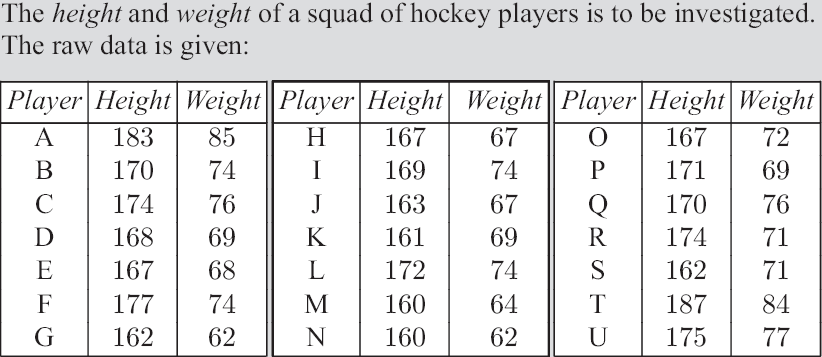 The height and weight of a squad of hockey players is to be investigated.
The raw data is given:
Player Height Weight Player Height Weight Player Height Weight
A 183 85 H 167 67 O 167 72
B 170 74 I 169 74 P 171 69
C 174 76 J 163 67 Q 170 76
D 168 69 K 161 69 R 174 71
E 167 68 L 172 74 S 162 71
F 177 74 M 160 64 T 187 84
G 162 62 N 160 62 U 175 77